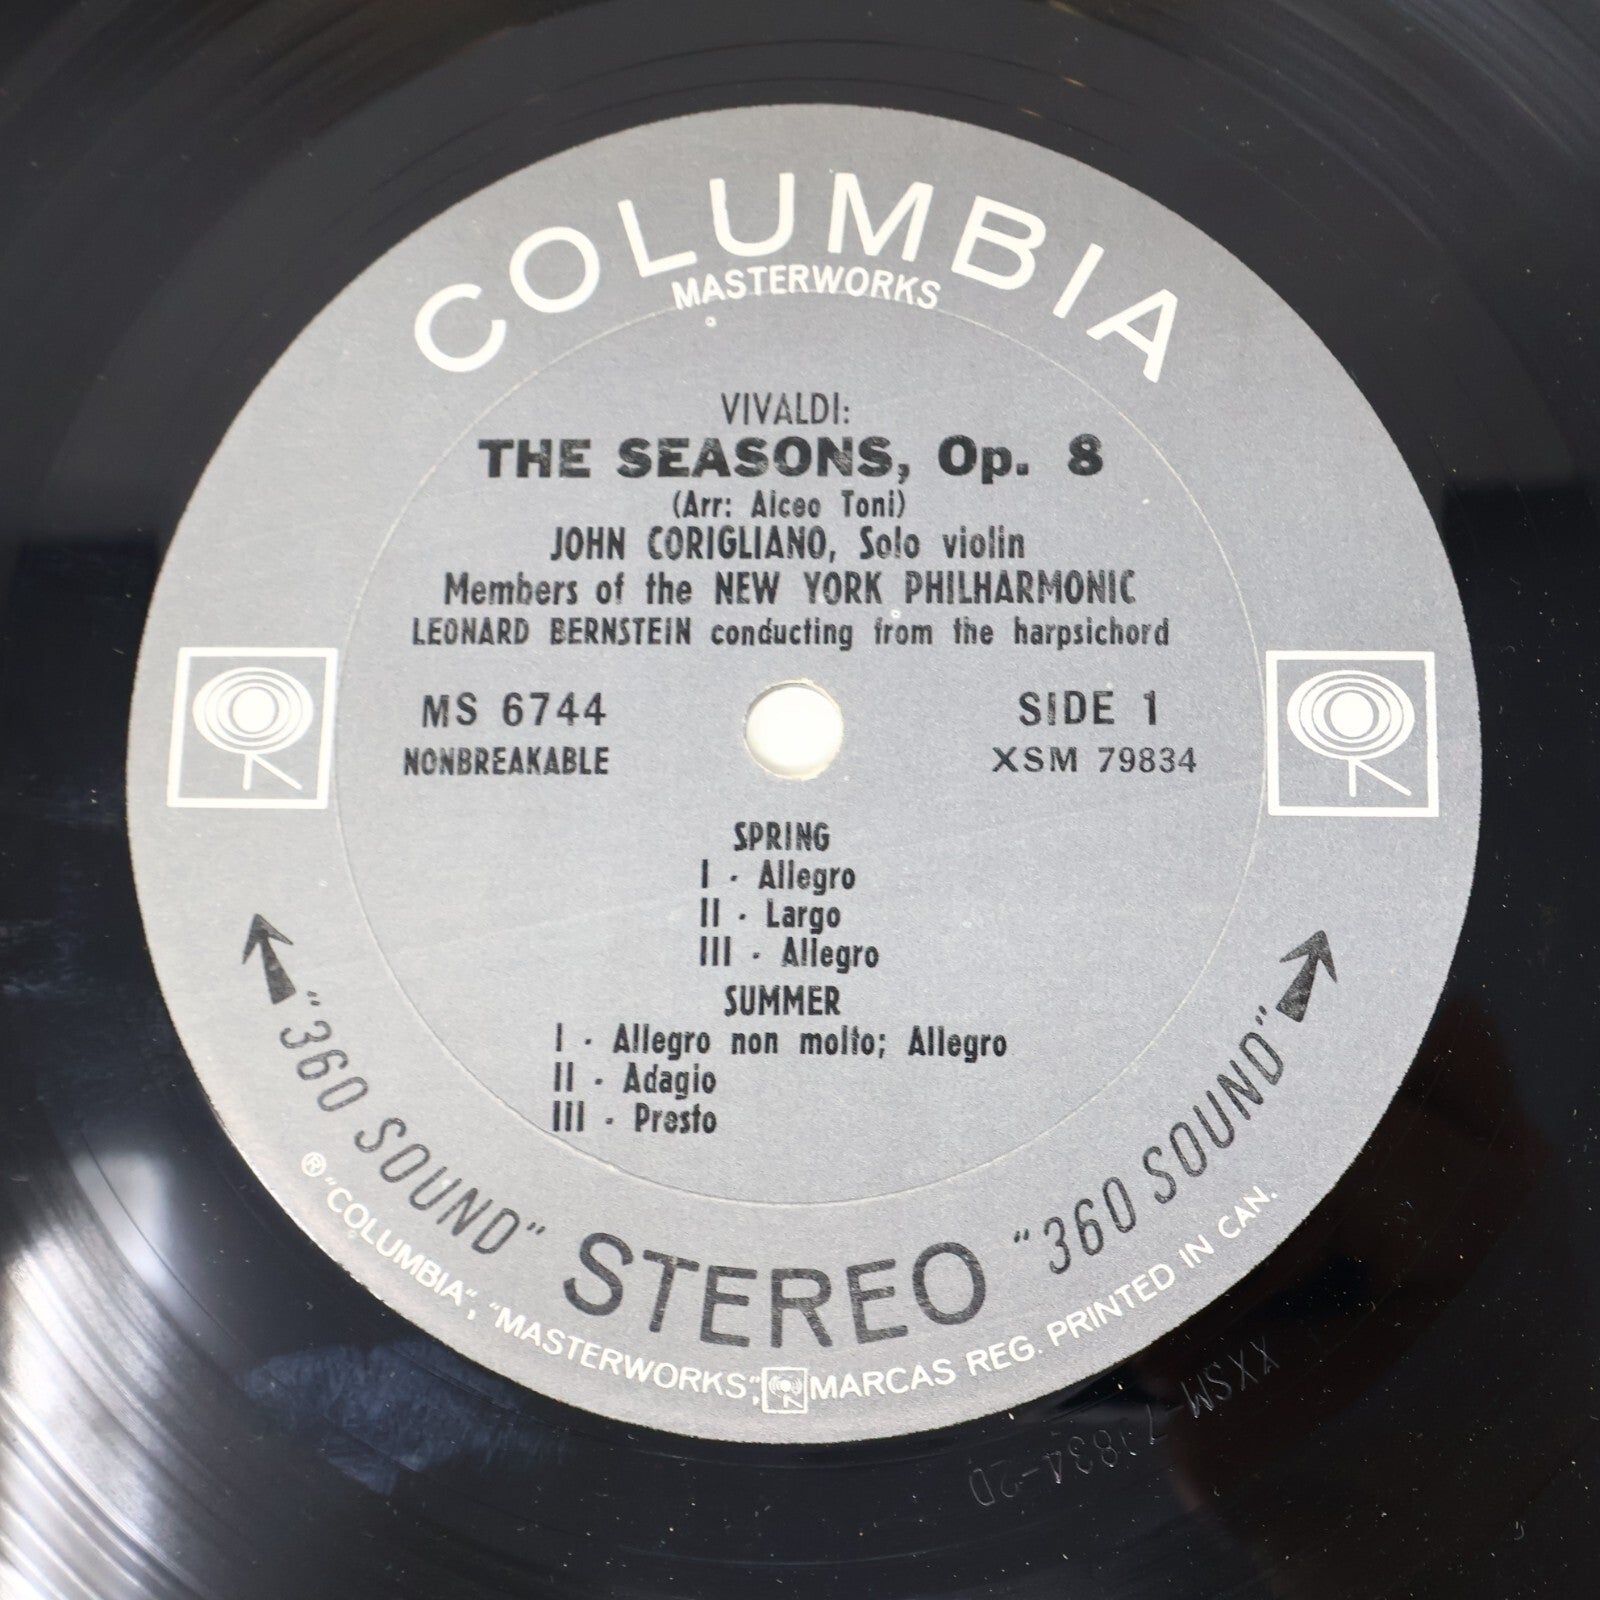 COLUMBIA
MASTERWORKS
VIVALDI:
THE SEASONS, Op. 8
(Arr: Alceo Toni)
JOHN CORIGLIANO, Solo violin
Members of the NEW YORK PHILHARMONIC
LEONARD BERNSTEIN conducting from the harpsichord
MS 6744
NONBREAKABLE
SIDE 1
XSM 79834
SPRING
I - Allegro
II - Largo
III - Allegro
SUMMER
I - Allegro non molto; Allegro
II - Adagio
III - Presto
"360 SOUND" STEREO "360 SOUND"
® "COLUMBIA", "MASTERWORKS", MARCAS REG. PRINTED IN CAN.